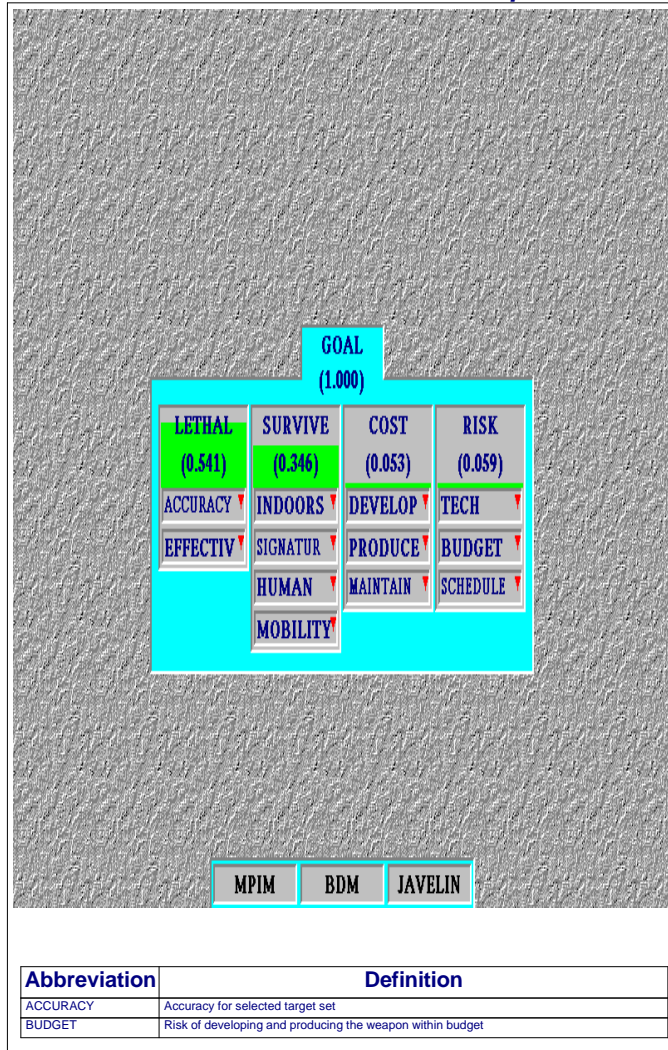 GOAL
(1.000)
LETHAL SURVIVE COST RISK
(0.541) (0.346) (0.053) (0.059)
ACCURACY INDOORS DEVELOP TECH
EFFECTIV SIGNATUR PRODUCE BUDGET
HUMAN MAINTAIN SCHEDULE
MOBILITY
MPIM BDM JAVELIN
Abbreviation Definition
ACCURACY Accuracy for selected target set
BUDGET Risk of developing and producing the weapon within budget